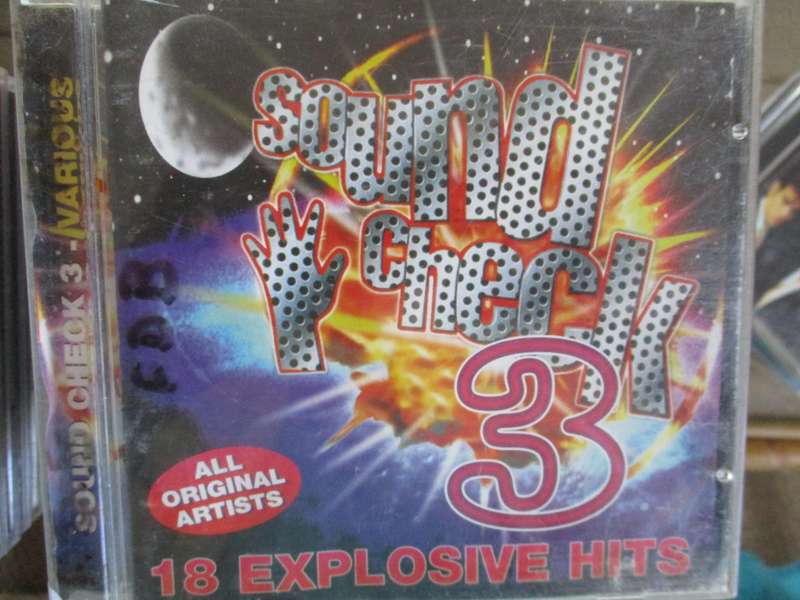 SOUND CHECK 3 - VARIOUS
Sound
Check
3
ALL
ORIGINAL
ARTISTS
18 EXPLOSIVE HITS